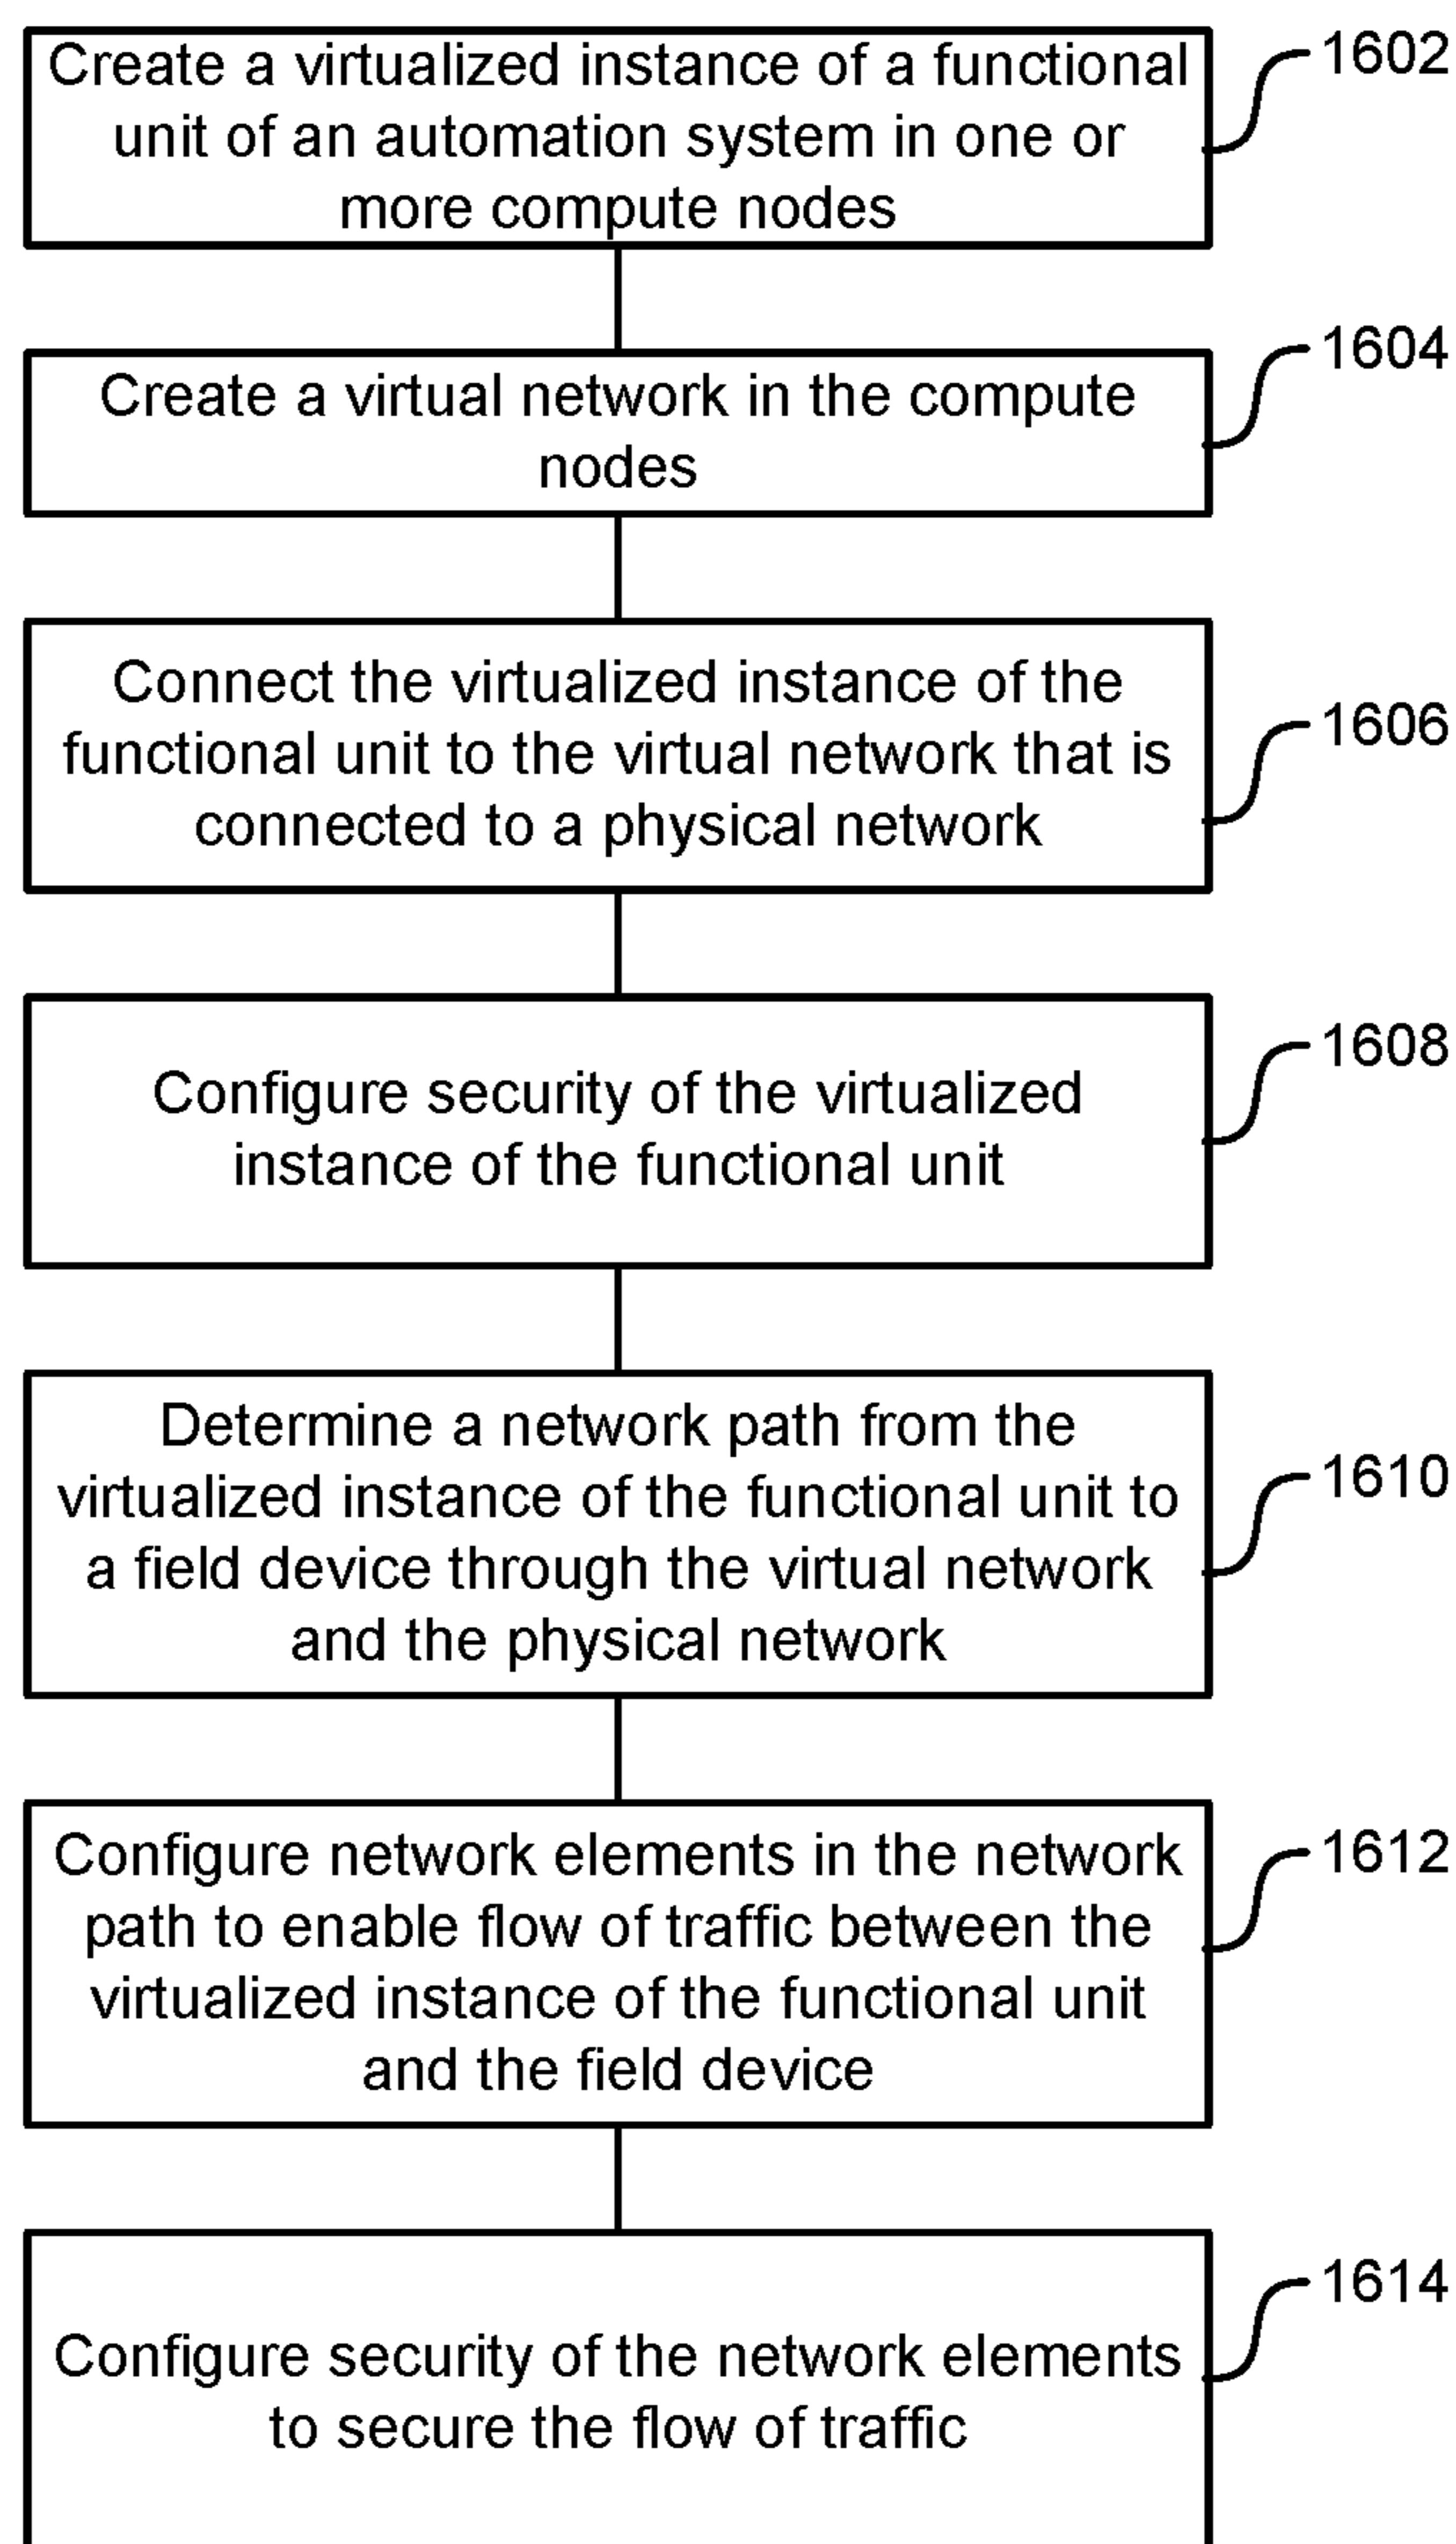 Create a virtualized instance of a functional
unit of an automation system in one or
more compute nodes
1602
Create a virtual network in the compute
nodes
1604
Connect the virtualized instance of the
functional unit to the virtual network that is
connected to a physical network
1606
Configure security of the virtualized
instance of the functional unit
1608
Determine a network path from the
virtualized instance of the functional unit to
a field device through the virtual network
and the physical network
1610
Configure network elements in the network
path to enable flow of traffic between the
virtualized instance of the functional unit
and the field device
1612
Configure security of the network elements
to secure the flow of traffic
1614